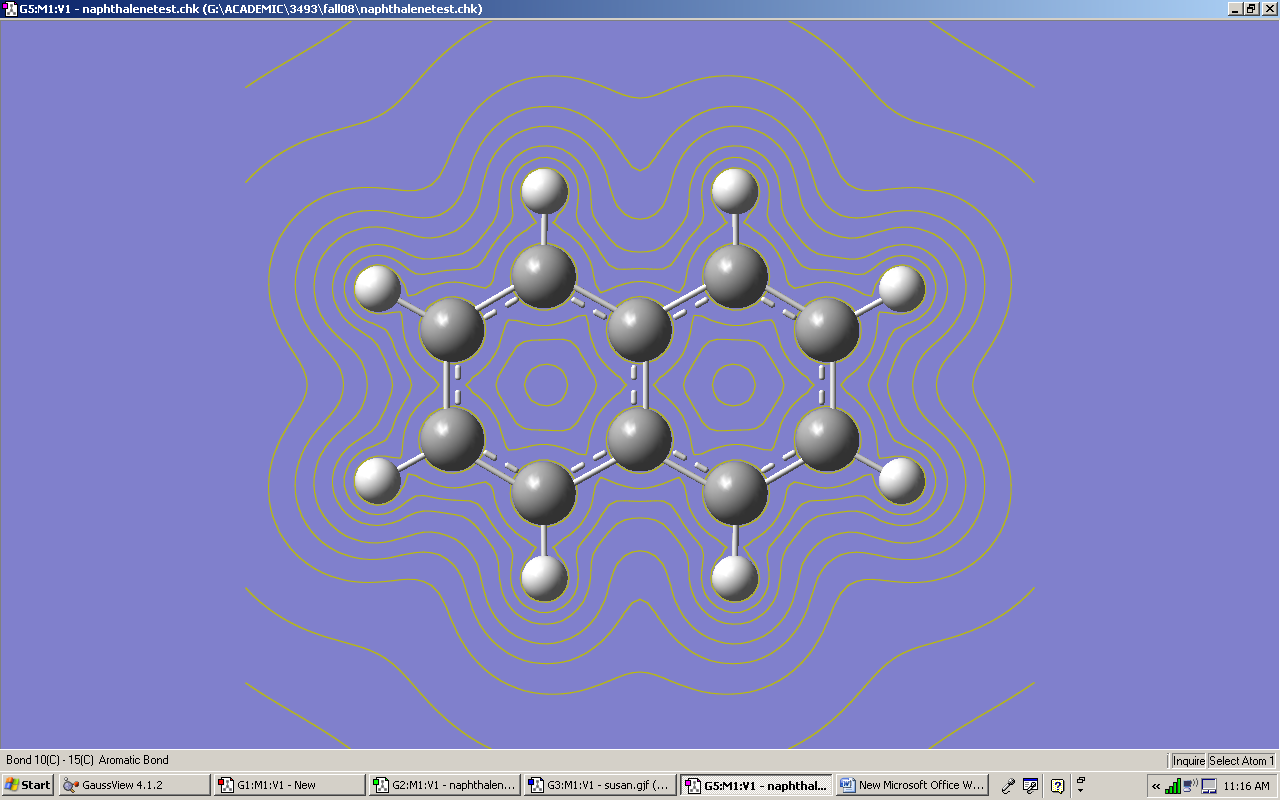 G5:M1:V1 - naphthalenetest.chk (G:\ACADEMIC\3493\fall08\naphthalenetest.chk)
Bond 10(C) - 15(C) Aromatic Bond
Inquire Select Atom 1
Start
GaussView 4.1.2
G1:M1:V1 - New
G2:M1:V1 - naphthalen...
G3:M1:V1 - susan.gjf (...
G5:M1:V1 - naphthal...
New Microsoft Office W...
11:16 AM